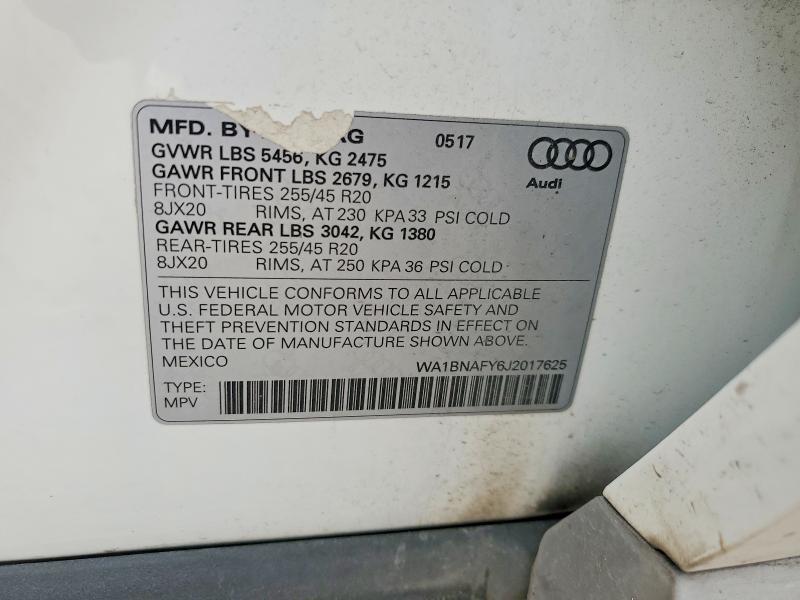 MFD. BY AG 0517
GVWR LBS 5456, KG 2475
GAWR FRONT LBS 2679, KG 1215
FRONT-TIRES 255/45 R20
8JX20 RIMS, AT 230 KPA 33 PSI COLD
GAWR REAR LBS 3042, KG 1380
REAR-TIRES 255/45 R20
8JX20 RIMS, AT 250 KPA 36 PSI COLD
Audi
THIS VEHICLE CONFORMS TO ALL APPLICABLE
U.S. FEDERAL MOTOR VEHICLE SAFETY AND
THEFT PREVENTION STANDARDS IN EFFECT ON
THE DATE OF MANUFACTURE SHOWN ABOVE.
MEXICO WA1BNAFY6J2017625
TYPE:
MPV